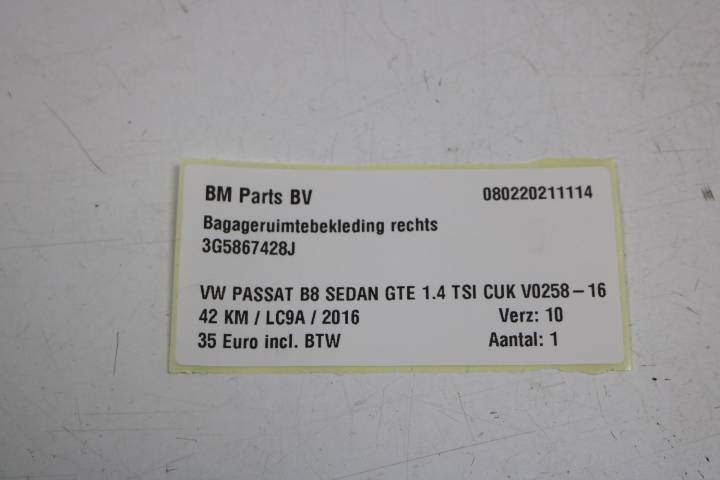 BM Parts BV 080220211114
Bagageruimtebekleding rechts
3G5867428J
VW PASSAT B8 SEDAN GTE 1.4 TSI CUK V0258-16
42 KM / LC9A / 2016 Verz: 10
35 Euro incl. BTW Aantal: 1